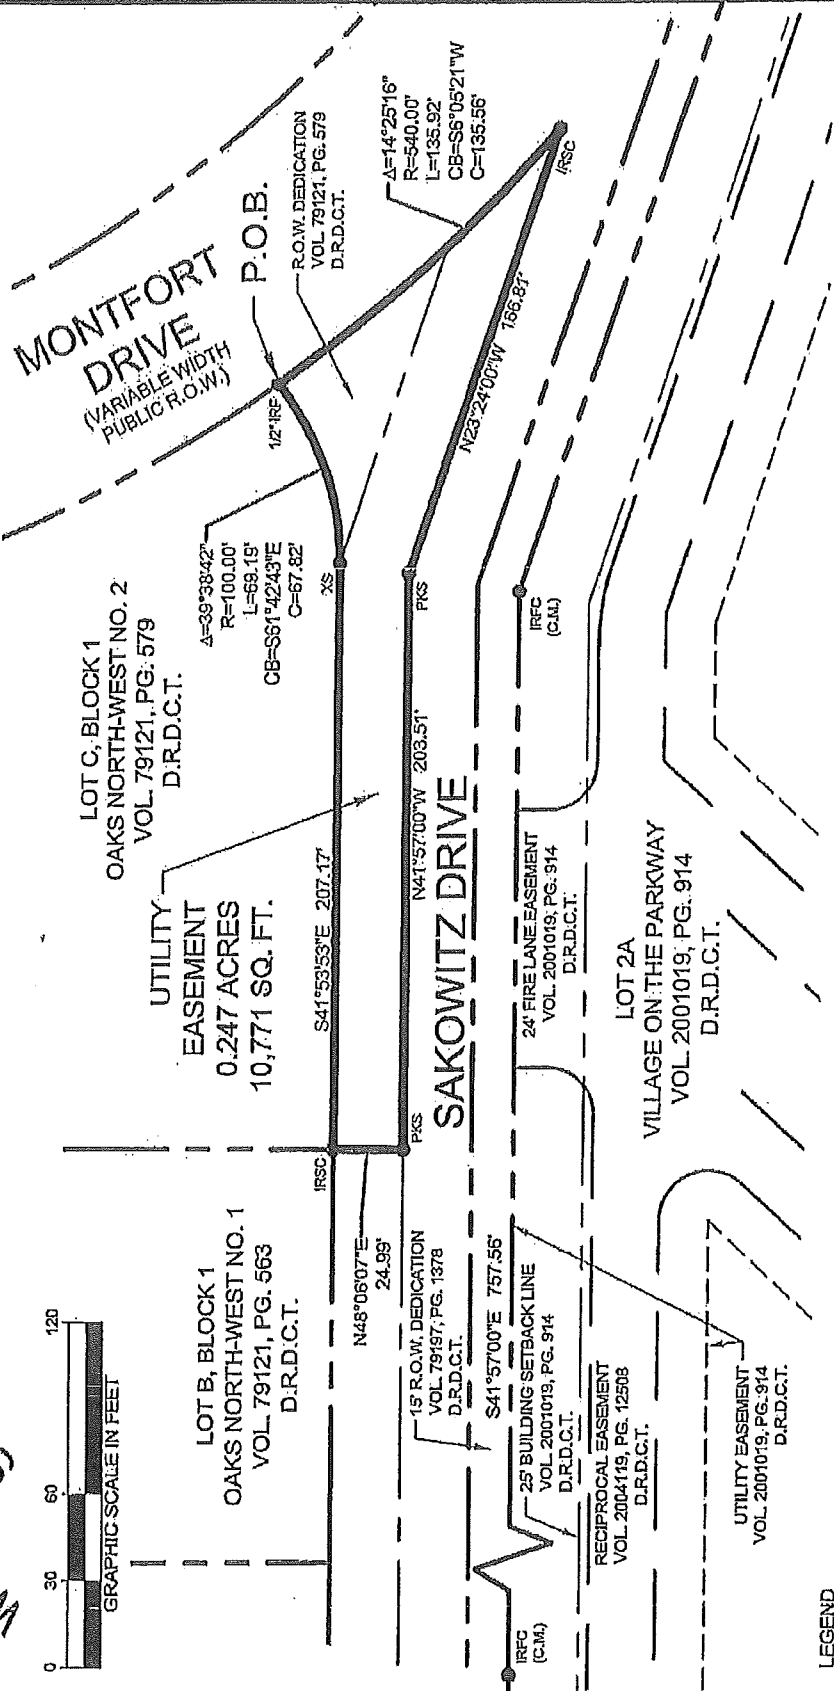 MONTFORT
DRIVE
(VARIABLE WIDTH
PUBLIC R.O.W.)
P.O.B.
1/2" IRF
R.O.W. DEDICATION
VOL. 79121, PG. 579
D.R.D.C.T.
Δ=14°25'16"
R=540.00'
L=135.92'
CB=S6°05'21"W
C=135.56'
IRSC
N23°24'00"W 166.81'
Δ=39°38'42"
R=100.00'
L=69.19'
CB=S61°42'43"E
C=67.82'
XS
PKS
LOT C, BLOCK 1
OAKS NORTH-WEST NO. 2
VOL. 79121, PG. 579
D.R.D.C.T.
UTILITY
EASEMENT
0.247 ACRES
10,771 SQ. FT.
S41°53'53"E 207.17'
N41°57'00"W 203.51'
SAKOWITZ DRIVE
IRFC
(C.M.)
24' FIRE LANE EASEMENT
VOL. 2001019, PG. 914
D.R.D.C.T.
LOT 2A
VILLAGE ON THE PARKWAY
VOL. 2001019, PG. 914
D.R.D.C.T.
IRSC
PKS
N48°06'07"E
24.99'
LOT B, BLOCK 1
OAKS NORTH-WEST NO. 1
VOL. 79121, PG. 563
D.R.D.C.T.
15' R.O.W. DEDICATION
VOL. 79197, PG. 1378
D.R.D.C.T.
S41°57'00"E 757.56'
25' BUILDING SETBACK LINE
VOL. 2001019, PG. 914
D.R.D.C.T.
RECIPROCAL EASEMENT
VOL. 2004119, PG. 12508
D.R.D.C.T.
UTILITY EASEMENT
VOL. 2001019, PG. 914
D.R.D.C.T.
IRFC
(C.M.)
0 30 60 120
GRAPHIC SCALE IN FEET
LEGEND